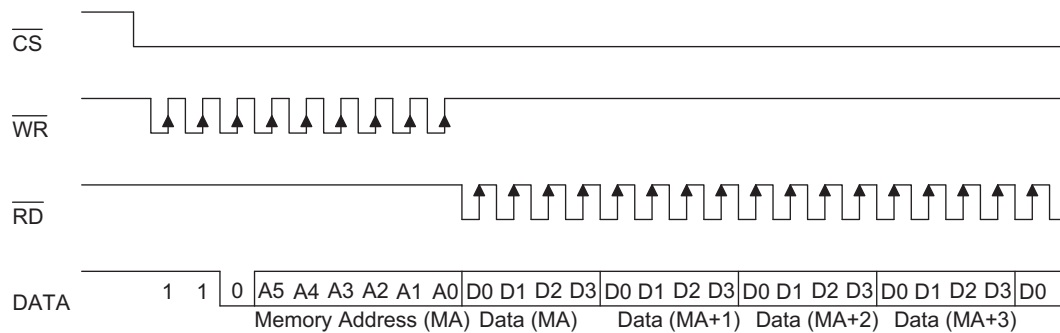 CS
WR
RD
DATA 1 1 0 A5 A4 A3 A2 A1 A0 D0 D1 D2 D3 D0 D1 D2 D3 D0 D1 D2 D3 D0 D1 D2 D3 D0
Memory Address (MA) Data (MA) Data (MA+1) Data (MA+2) Data (MA+3)